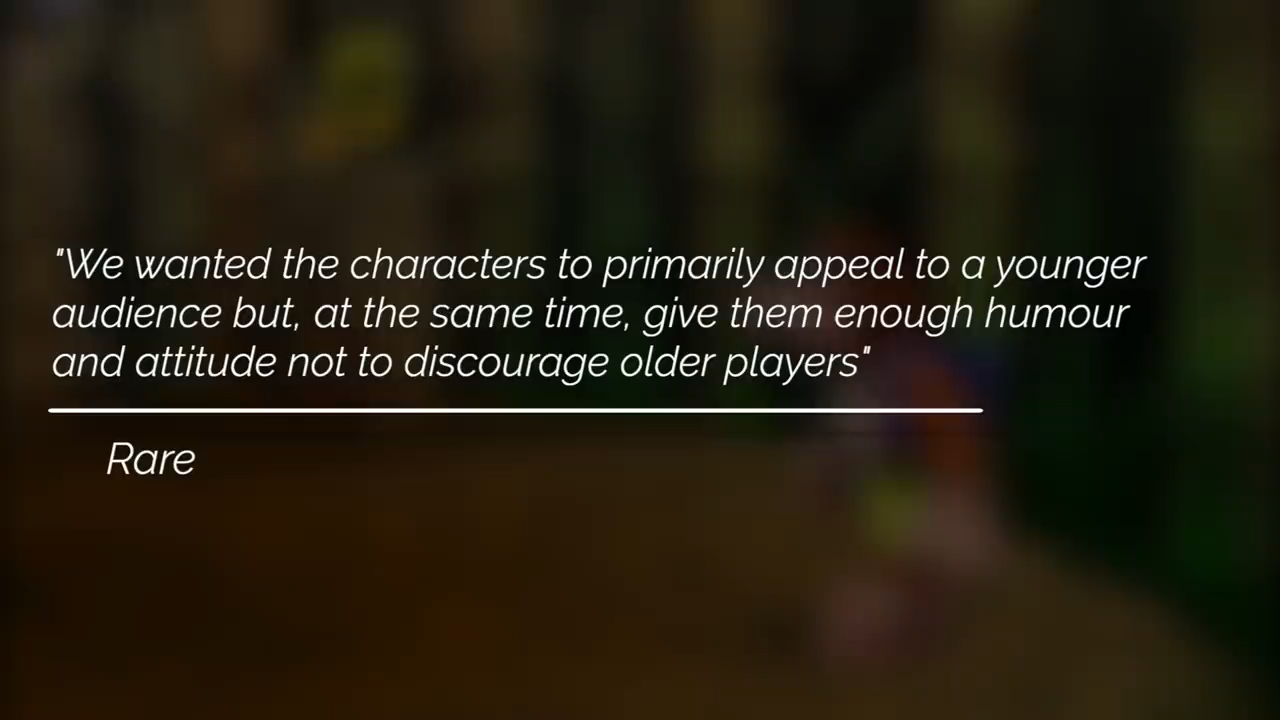 "We wanted the characters to primarily appeal to a younger
audience but, at the same time, give them enough humour
and attitude not to discourage older players"
Rare